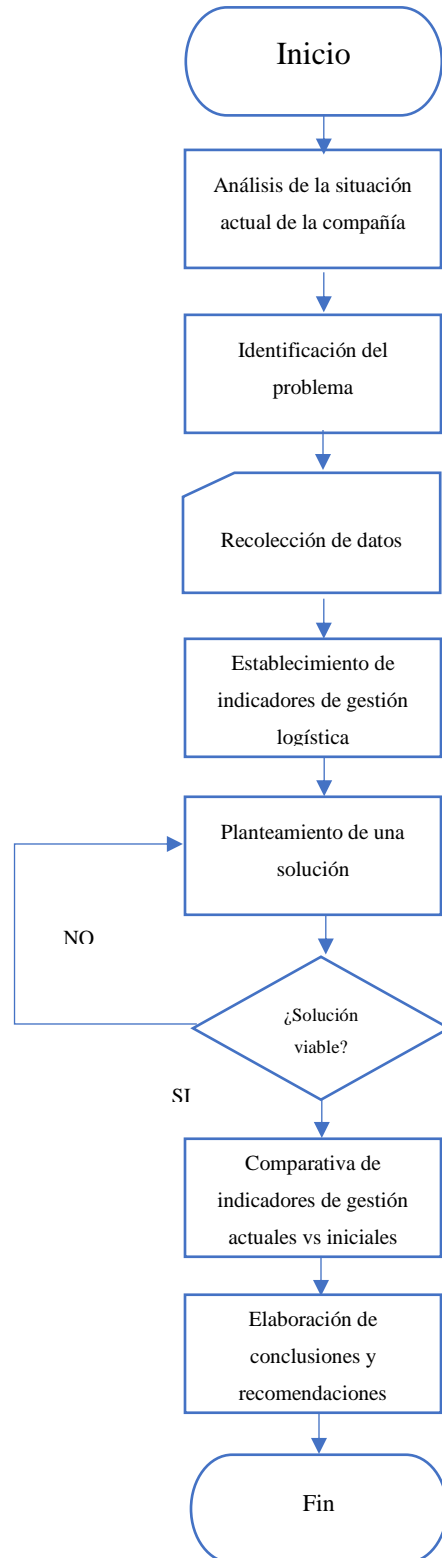 Inicio
Análisis de la situación
actual de la compañía
Identificación del
problema
Recolección de datos
Establecimiento de
indicadores de gestión
logística
Planteamiento de una
solución
NO
¿Solución
viable?
SI
Comparativa de
indicadores de gestión
actuales vs iniciales
Elaboración de
conclusiones y
recomendaciones
Fin